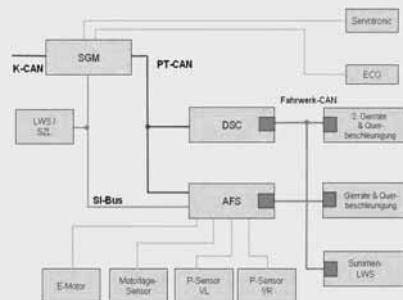 Servotronic
K-CAN
SGM
PT-CAN
ECO
Fahrwerk-CAN
LWS /
SZL
DSC
2. Gierrate
& Quer-
beschleunigung
SI-Bus
AFS
Gierrate & Quer-
beschleunigung
E-Motor
Motorlage-
Sensor
P-Sensor
VL
P-Sensor
VR
Summen-
LWS